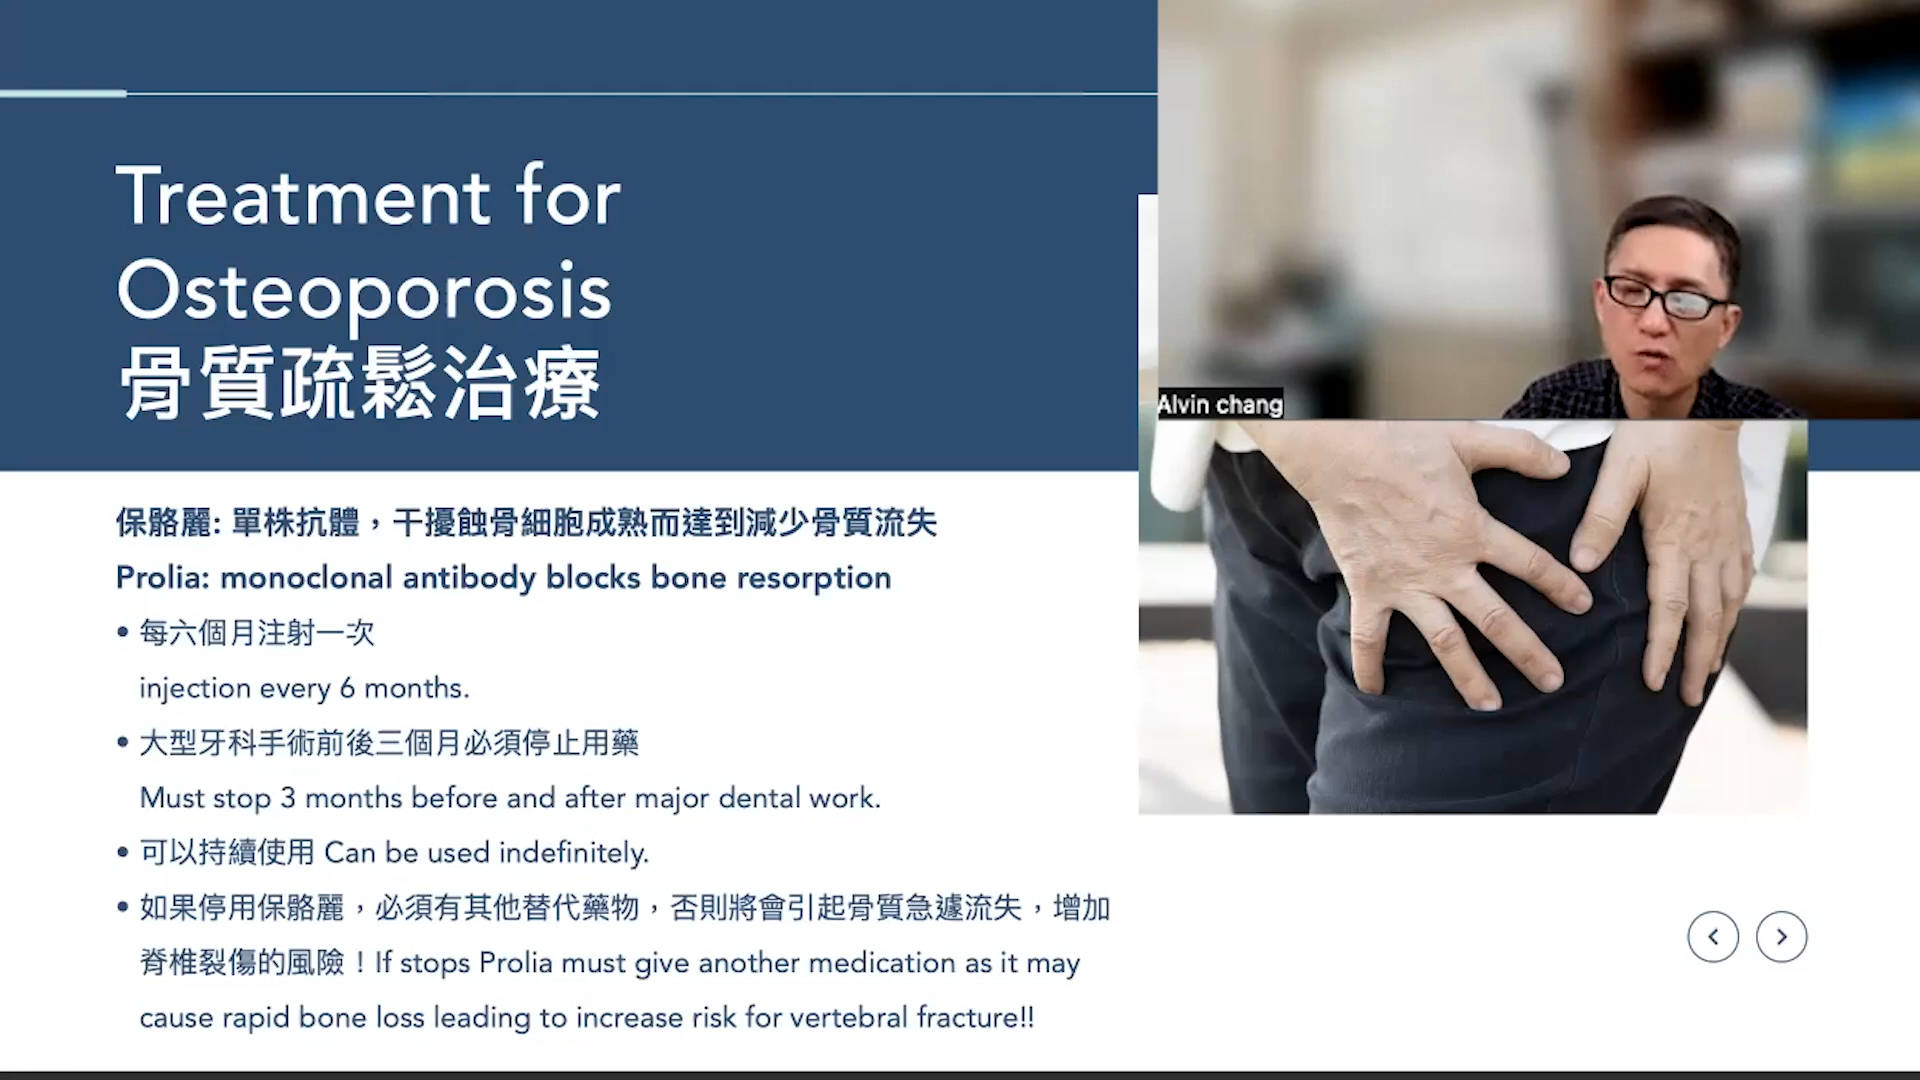 Treatment for
Osteoporosis
骨質疏鬆治療
Alvin chang
保骼麗: 單株抗體，干擾蝕骨細胞成熟而達到減少骨質流失
Prolia: monoclonal antibody blocks bone resorption
• 每六個月注射一次
injection every 6 months.
• 大型牙科手術前後三個月必須停止用藥
Must stop 3 months before and after major dental work.
• 可以持續使用 Can be used indefinitely.
• 如果停用保骼麗，必須有其他替代藥物，否則將會引起骨質急遽流失，增加
脊椎裂傷的風險！If stops Prolia must give another medication as it may
cause rapid bone loss leading to increase risk for vertebral fracture!!